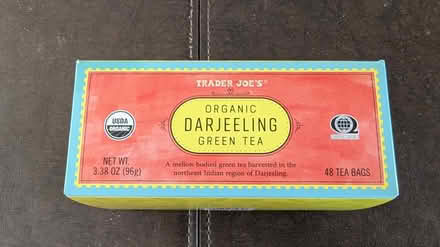 TRADER JOE'S®
ORGANIC
DARJEELING
GREEN TEA
USDA
ORGANIC
NET WT.
3.38 OZ (96g)
A mellow bodied green tea harvested in the
northeast Indian region of Darjeeling.
48 TEA BAGS